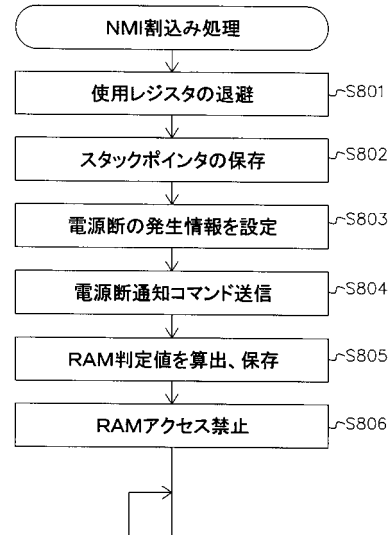 NMI割込み処理
使用レジスタの退避
S801
スタックポインタの保存
S802
電源断の発生情報を設定
S803
電源断通知コマンド送信
S804
RAM判定値を算出、保存
S805
RAMアクセス禁止
S806